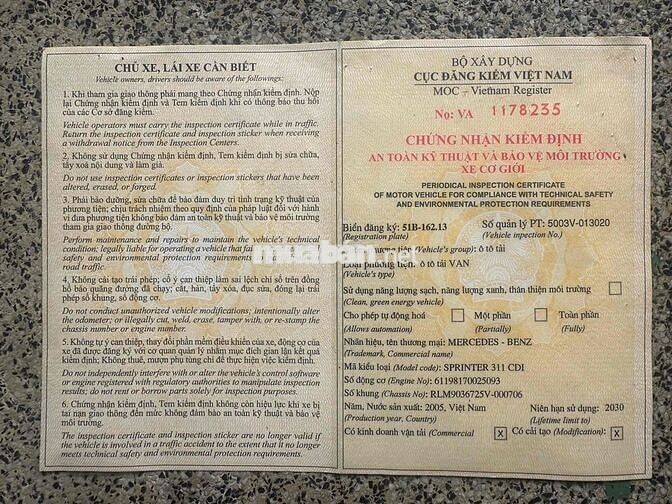 CHỦ XE, LÁI XE CẦN BIẾT
Vehicle owners, drivers should be aware of the followings:
1. Khi tham gia giao thông phải mang theo Chứng nhận kiểm định. Nộp
lại Chứng nhận kiểm định và Tem kiểm định khi có thông báo thu hồi
của các Cơ sở đăng kiểm.
Vehicle operators must carry the inspection certificate while in traffic.
Return the inspection certificate and inspection sticker when receiving
a withdrawal notice from the Inspection Centers.
2. Không sử dụng Chứng nhận kiểm định, Tem kiểm định bị sửa chữa,
tẩy xoá nội dung và làm giả.
Do not use inspection certificates or inspection stickers that have been
altered, erased, or forged.
3. Phải bảo dưỡng, sửa chữa để bảo đảm duy trì tình trạng kỹ thuật của
phương tiện; chịu trách nhiệm theo quy định của pháp luật đối với hành
vi đưa phương tiện không bảo đảm an toàn kỹ thuật và bảo vệ môi trường
tham gia giao thông đường bộ.
Perform maintenance and repairs to maintain the vehicle's technical
condition; legally liable for operating a vehicle that fails
safety and environmental protection requirements
road traffic.
4. Không cải tạo trái phép; cố ý can thiệp làm sai lệch chỉ số trên đồng
hồ báo quãng đường đã chạy; cắt, hàn, tẩy xóa, đục sửa, đóng lại trái
phép số khung, số động cơ.
Do not conduct unauthorized vehicle modifications; intentionally alter
the odometer; or illegally cut, weld, erase, tamper with, or re-stamp the
chassis number or engine number.
5. Không tự ý can thiệp, thay đổi phần mềm điều khiển của xe, động cơ của
xe đã được đăng ký với cơ quan quản lý nhằm mục đích gian lận kết quả
kiểm định; Không thuê, mượn phụ tùng chỉ để thực hiện việc kiểm định.
Do not independently interfere with or alter the vehicle's control software
or engine registered with regulatory authorities to manipulate inspection
results; do not rent or borrow parts solely for inspection purposes.
6. Chứng nhận kiểm định, Tem kiểm định không còn hiệu lực khi xe bị
tai nạn giao thông đến mức không đảm bảo an toàn kỹ thuật và bảo vệ
môi trường.
The inspection certificate and inspection sticker are no longer valid if
the vehicle is involved in a traffic accident to the extent that it no longer
meets technical safety and environmental protection requirements.
BỘ XÂY DỰNG
CỤC ĐĂNG KIỂM VIỆT NAM
MOC - Vietnam Register
No: VA 1178235
CHỨNG NHẬN KIỂM ĐỊNH
AN TOÀN KỸ THUẬT VÀ BẢO VỆ MÔI TRƯỜNG
XE CƠ GIỚI
PERIODICAL INSPECTION CERTIFICATE
OF MOTOR VEHICLE FOR COMPLIANCE WITH TECHNICAL SAFETY
AND ENVIRONMENTAL PROTECTION REQUIREMENTS
Biển đăng ký: 51B-162.13 Số quản lý PT: 5003V-013020
(Registration plate) (Vehicle inspection No.)
phương tiện (Vehicle's group): ô tô tải
Loại phương tiện: ô tô tải VAN
(Vehicle's type)
Sử dụng năng lượng sạch, năng lượng xanh, thân thiện môi trường
(Clean, green energy vehicle)
Cho phép tự động hoá Một phần Toàn phần
(Allows automation) (Partially) (Fully)
Nhãn hiệu, tên thương mại: MERCEDES - BENZ
(Trademark, Commercial name)
Mã kiểu loại (Model code): SPRINTER 311 CDI
Số động cơ (Engine No): 61198170025093
Số khung (Chassis No): RLM9036725V-000706
Năm, Nước sản xuất: 2005, Việt Nam Niên hạn sử dụng: 2030
(Production year, Country) (Lifetime limit to)
Có kinh doanh vận tải (Commercial X Có cải tạo (Modification): X
muaban.net